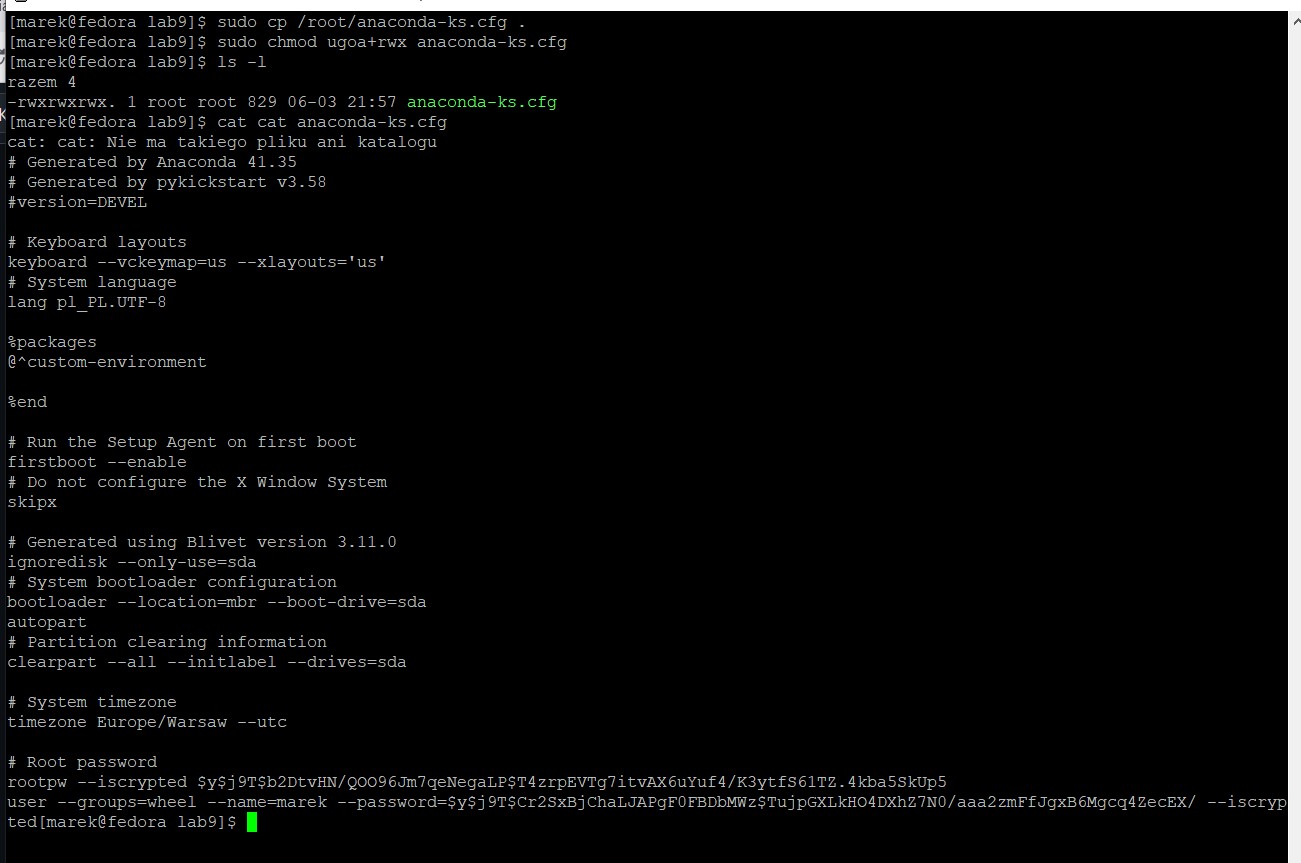 [marek@fedora lab9]$ sudo cp /root/anaconda-ks.cfg .
[marek@fedora lab9]$ sudo chmod ugoa+rwx anaconda-ks.cfg
[marek@fedora lab9]$ ls -l
razem 4
-rwxrwxrwx. 1 root root 829 06-03 21:57 anaconda-ks.cfg
[marek@fedora lab9]$ cat cat anaconda-ks.cfg
cat: cat: Nie ma takiego pliku ani katalogu
# Generated by Anaconda 41.35
# Generated by pykickstart v3.58
#version=DEVEL

# Keyboard layouts
keyboard --vckeymap=us --xlayouts='us'
# System language
lang pl_PL.UTF-8

%packages
@^custom-environment

%end

# Run the Setup Agent on first boot
firstboot --enable
# Do not configure the X Window System
skipx

# Generated using Blivet version 3.11.0
ignoredisk --only-use=sda
# System bootloader configuration
bootloader --location=mbr --boot-drive=sda
autopart
# Partition clearing information
clearpart --all --initlabel --drives=sda

# System timezone
timezone Europe/Warsaw --utc

# Root password
rootpw --iscrypted $y$j9T$b2DtvHN/QOO96Jm7qeNegaLP$T4zrpEVTg7itvAX6uYuf4/K3ytfS61TZ.4kba5SkUp5
user --groups=wheel --name=marek --password=$y$j9T$Cr2SxBjChaLJAPgF0FBDbMWz$TujpGXLkHO4DXhZ7N0/aaa2zmFfJgxB6Mgcq4ZecEX/ --iscryp
ted[marek@fedora lab9]$